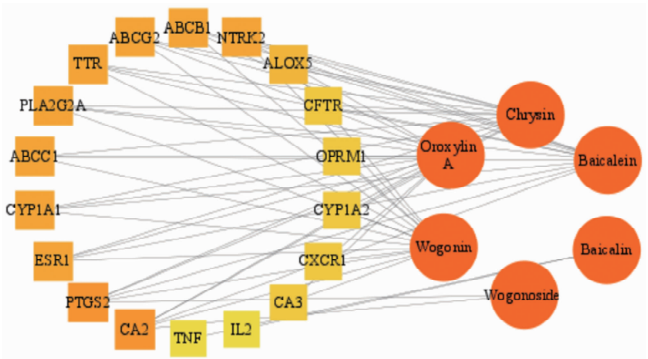 ABCB1
ABCG2
NTRK2
TTR
ALOX5
PLA2G2A
CFTR
Chrysin
ABCC1
OPRM1
Oroxylin
A
Baicalein
CYP1A1
CYP1A2
ESR1
CXCR1
Wogonin
Baicalin
PTGS2
CA3
Wogonoside
CA2
TNF
IL2